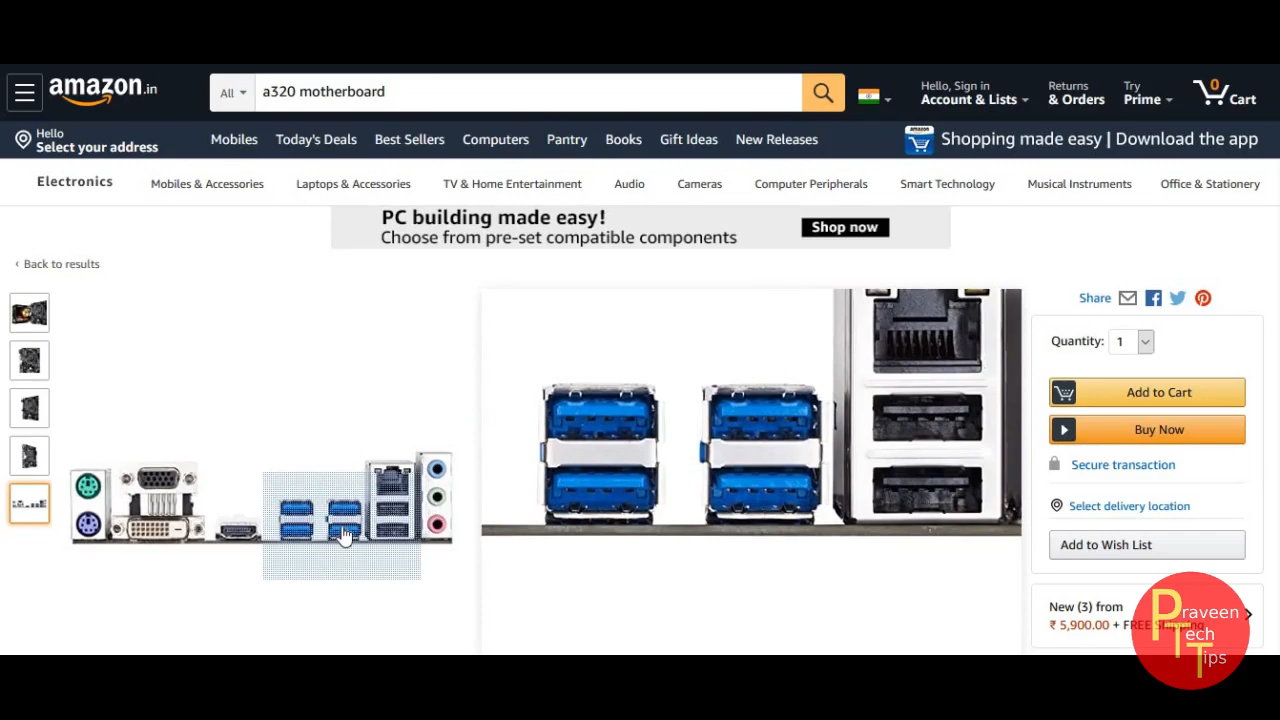 amazon.in
All
a320 motherboard
Hello, Sign in
Account & Lists
Returns
& Orders
Try
Prime
0
Cart
Hello
Select your address
Mobiles
Today's Deals
Best Sellers
Computers
Pantry
Books
Gift Ideas
New Releases
amazon
Shopping made easy | Download the app
Electronics
Mobiles & Accessories
Laptops & Accessories
TV & Home Entertainment
Audio
Cameras
Computer Peripherals
Smart Technology
Musical Instruments
Office & Stationery
PC building made easy!
Choose from pre-set compatible components
Shop now
‹ Back to results
Share
Quantity: 1
Add to Cart
Buy Now
Secure transaction
Select delivery location
Add to Wish List
New (3) from
₹ 5,900.00 + FREE Shipping
Praveen
Tech
Tips